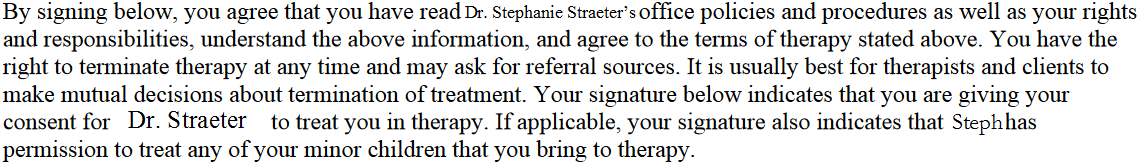 By signing below, you agree that you have read Dr. Stephanie Straeter's office policies and procedures as well as your rights
and responsibilities, understand the above information, and agree to the terms of therapy stated above. You have the
right to terminate therapy at any time and may ask for referral sources. It is usually best for therapists and clients to
make mutual decisions about termination of treatment. Your signature below indicates that you are giving your
consent for Dr. Straeter to treat you in therapy. If applicable, your signature also indicates that Steph has
permission to treat any of your minor children that you bring to therapy.